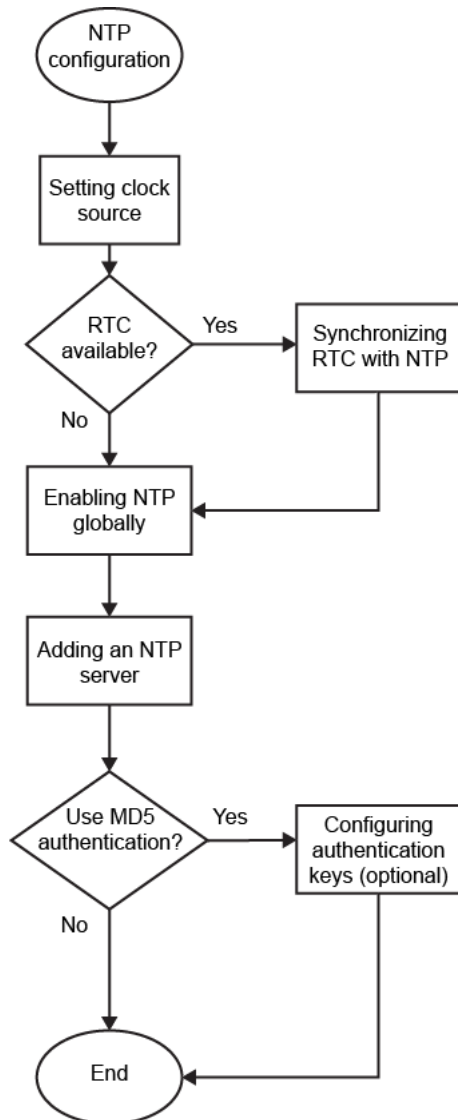 NTP
configuration
Setting clock
source
RTC
available?
Yes
Synchronizing
RTC with NTP
No
Enabling NTP
globally
Adding an NTP
server
Use MD5
authentication?
Yes
Configuring
authentication
keys (optional)
No
End